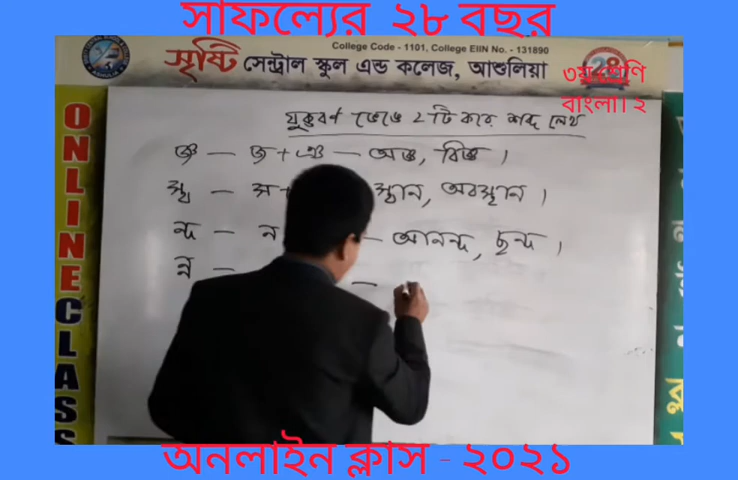 সাফল্যের ২৮ বছর
College Code - 1101, College EIIN No. - 131890
সৃষ্টি সেন্ট্রাল স্কুল এন্ড কলেজ, আশুলিয়া
৩য় শ্রেণি
বাংলা। ২
ONLINE CLASS
যুক্তবর্ণ ভেঙে ২টি করে শব্দ লেখ
জ্ঞ — জ + ঞ — অজ্ঞ, বিজ্ঞ।
স্থ — স + স্থান, অবস্থান।
ন্দ — ন — আনন্দ, ছন্দ।
ন্ন — —
অনলাইন ক্লাস - ২০২১